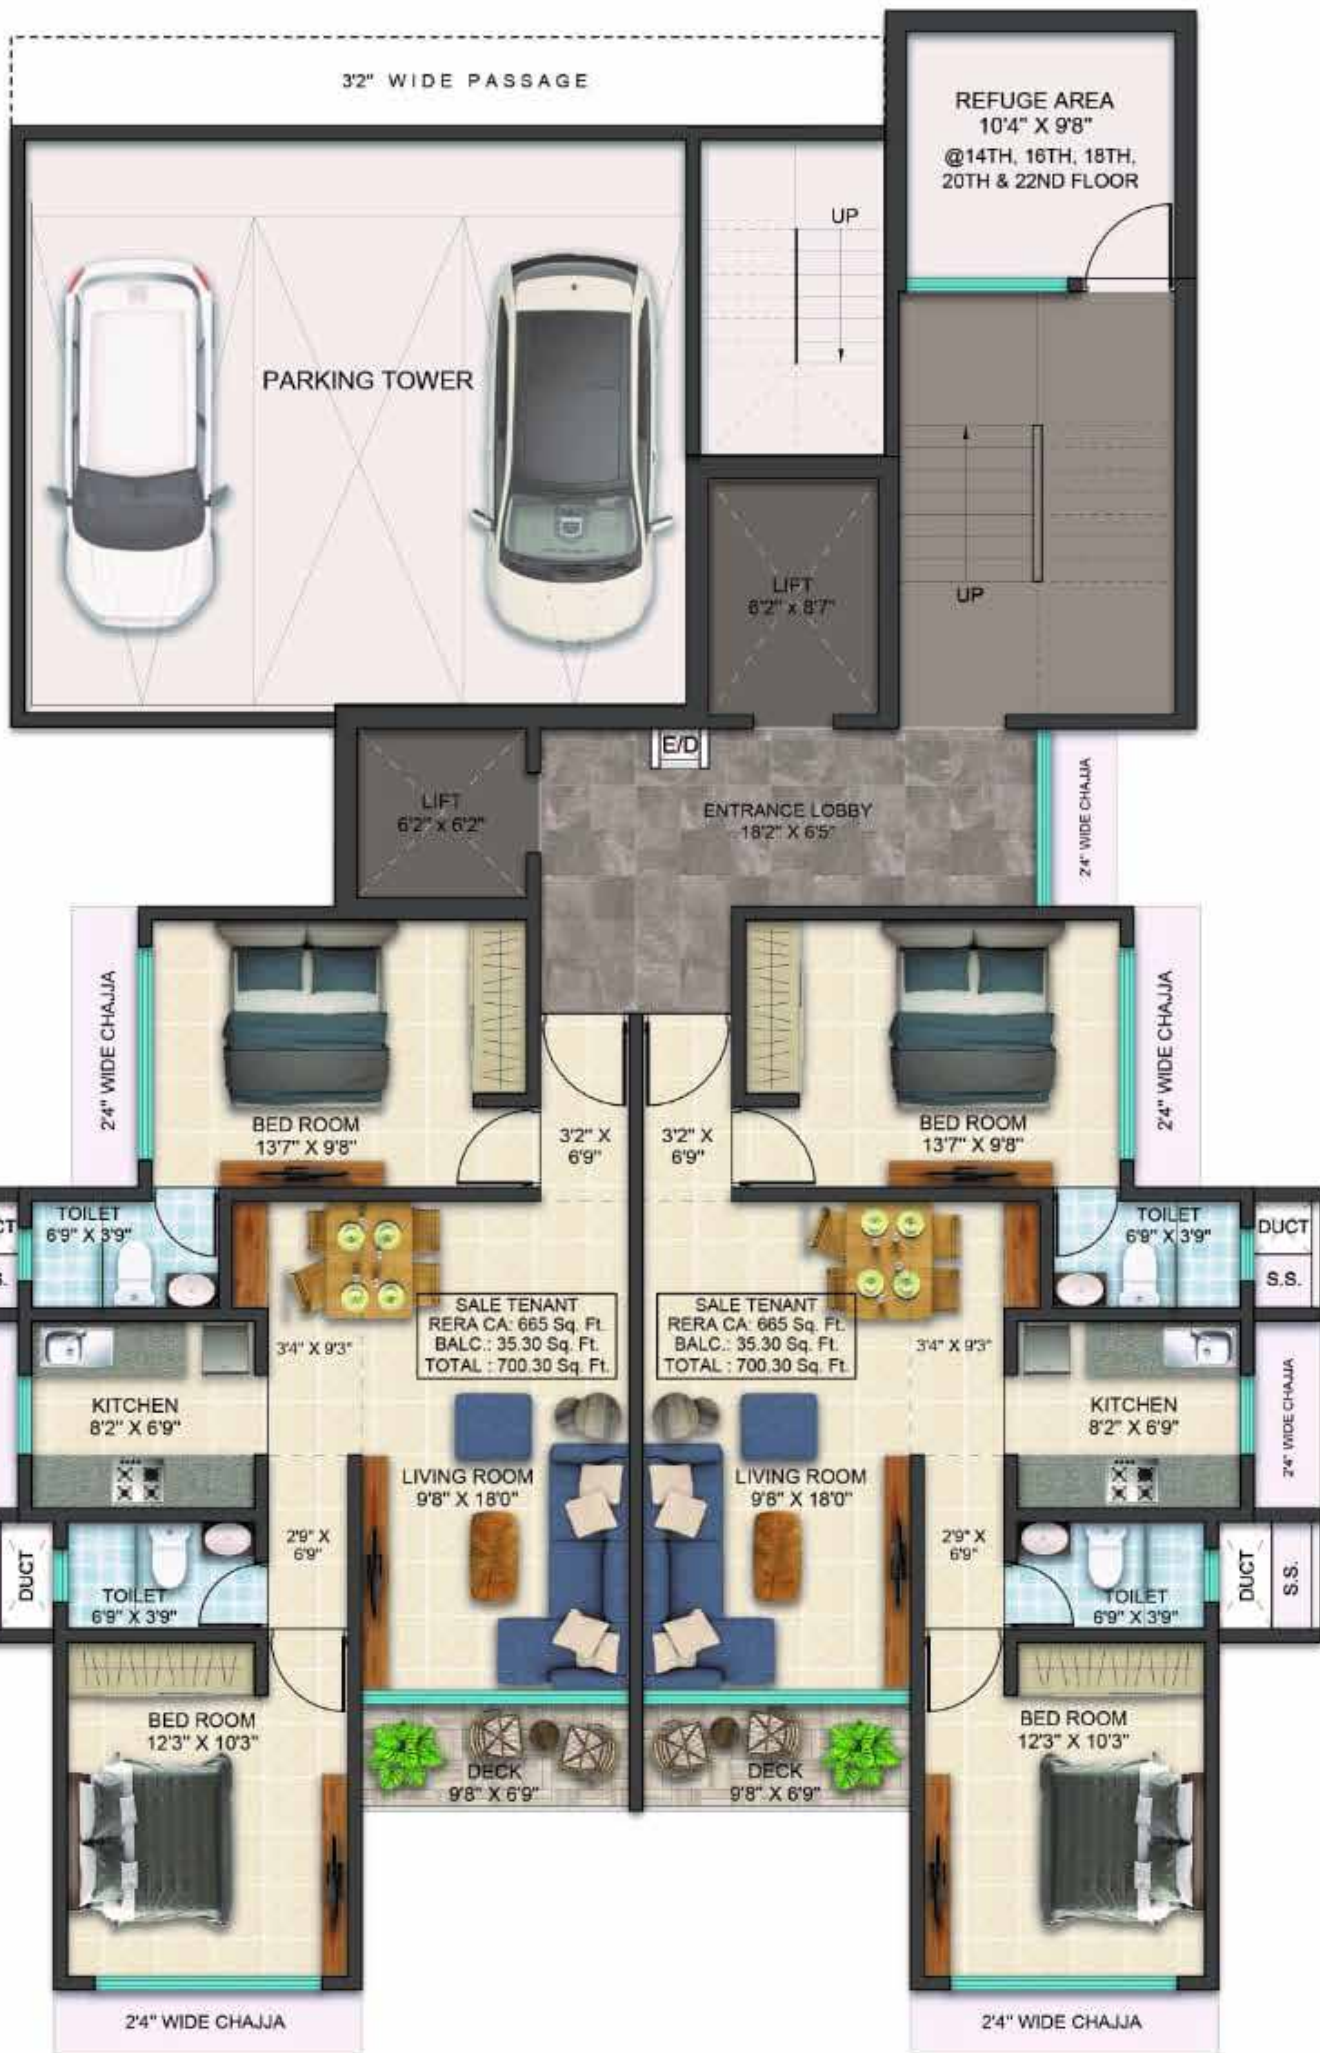 3'2" WIDE PASSAGE
REFUGE AREA
10'4" X 9'8"
@14TH, 16TH, 18TH,
20TH & 22ND FLOOR
UP
PARKING TOWER
LIFT
6'2" x 8'7"
UP
E/D
LIFT
6'2" x 6'2"
ENTRANCE LOBBY
18'2" X 6'5"
2'4" WIDE CHAJJA
2'4" WIDE CHAJJA
BED ROOM
13'7" X 9'8"
3'2" X
6'9"
3'2" X
6'9"
BED ROOM
13'7" X 9'8"
2'4" WIDE CHAJJA
TOILET
6'9" X 3'9"
TOILET
6'9" X 3'9"
DUCT
S.S.
SALE TENANT
RERA CA: 665 Sq. Ft.
BALC.: 35.30 Sq. Ft.
TOTAL : 700.30 Sq. Ft.
SALE TENANT
RERA CA: 665 Sq. Ft.
BALC.: 35.30 Sq. Ft.
TOTAL : 700.30 Sq. Ft.
3'4" X 9'3"
3'4" X 9'3"
KITCHEN
8'2" X 6'9"
KITCHEN
8'2" X 6'9"
2'4" WIDE CHAJJA
LIVING ROOM
9'8" X 18'0"
LIVING ROOM
9'8" X 18'0"
2'9" X
6'9"
2'9" X
6'9"
DUCT
TOILET
6'9" X 3'9"
TOILET
6'9" X 3'9"
DUCT
S.S.
BED ROOM
12'3" X 10'3"
DECK
9'8" X 6'9"
DECK
9'8" X 6'9"
BED ROOM
12'3" X 10'3"
2'4" WIDE CHAJJA
2'4" WIDE CHAJJA